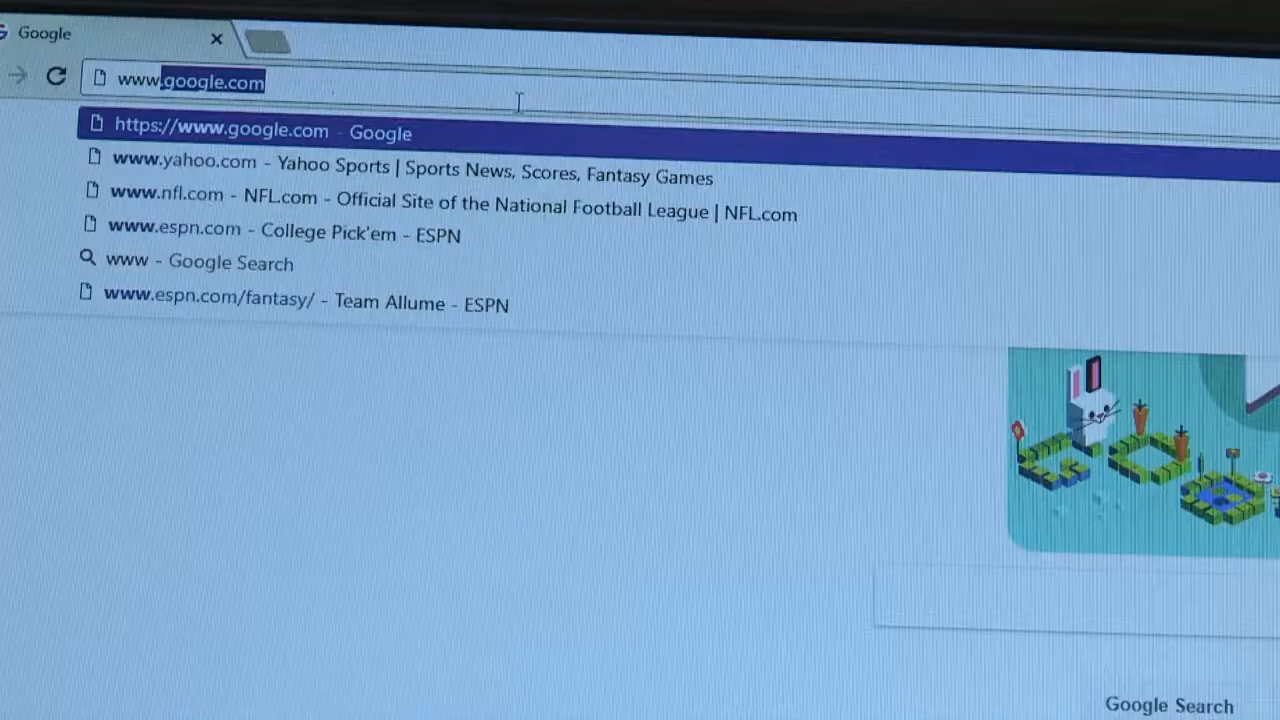 Google
www.google.com
https://www.google.com - Google
www.yahoo.com - Yahoo Sports | Sports News, Scores, Fantasy Games
www.nfl.com - NFL.com - Official Site of the National Football League | NFL.com
www.espn.com - College Pick'em - ESPN
www - Google Search
www.espn.com/fantasy/ - Team Allume - ESPN
Google Search